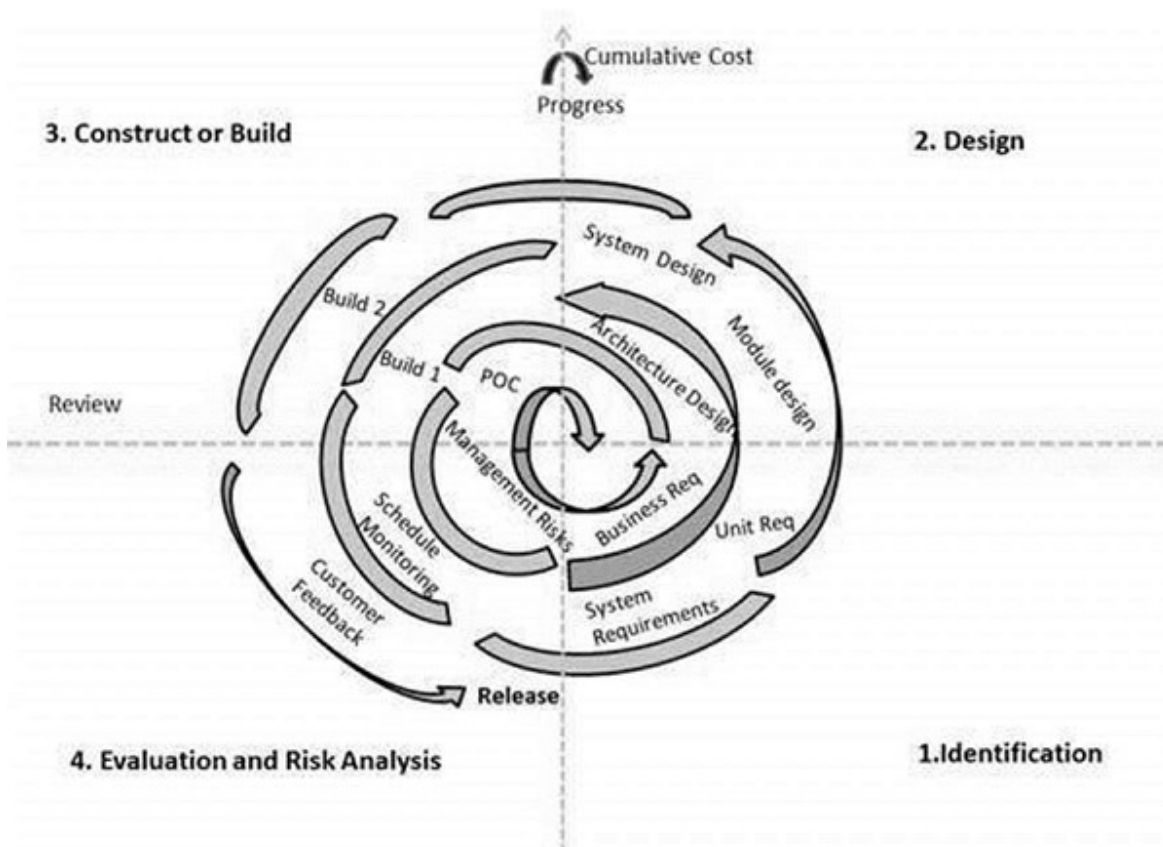 Cumulative Cost
Progress
3. Construct or Build
2. Design
System Design
Build 2
Module design
Architecture Design
Build 1
POC
Review
Management Risks
Business Req
Unit Req
Schedule
Monitoring
System
Requirements
Customer
Feedback
Release
4. Evaluation and Risk Analysis
1.Identification